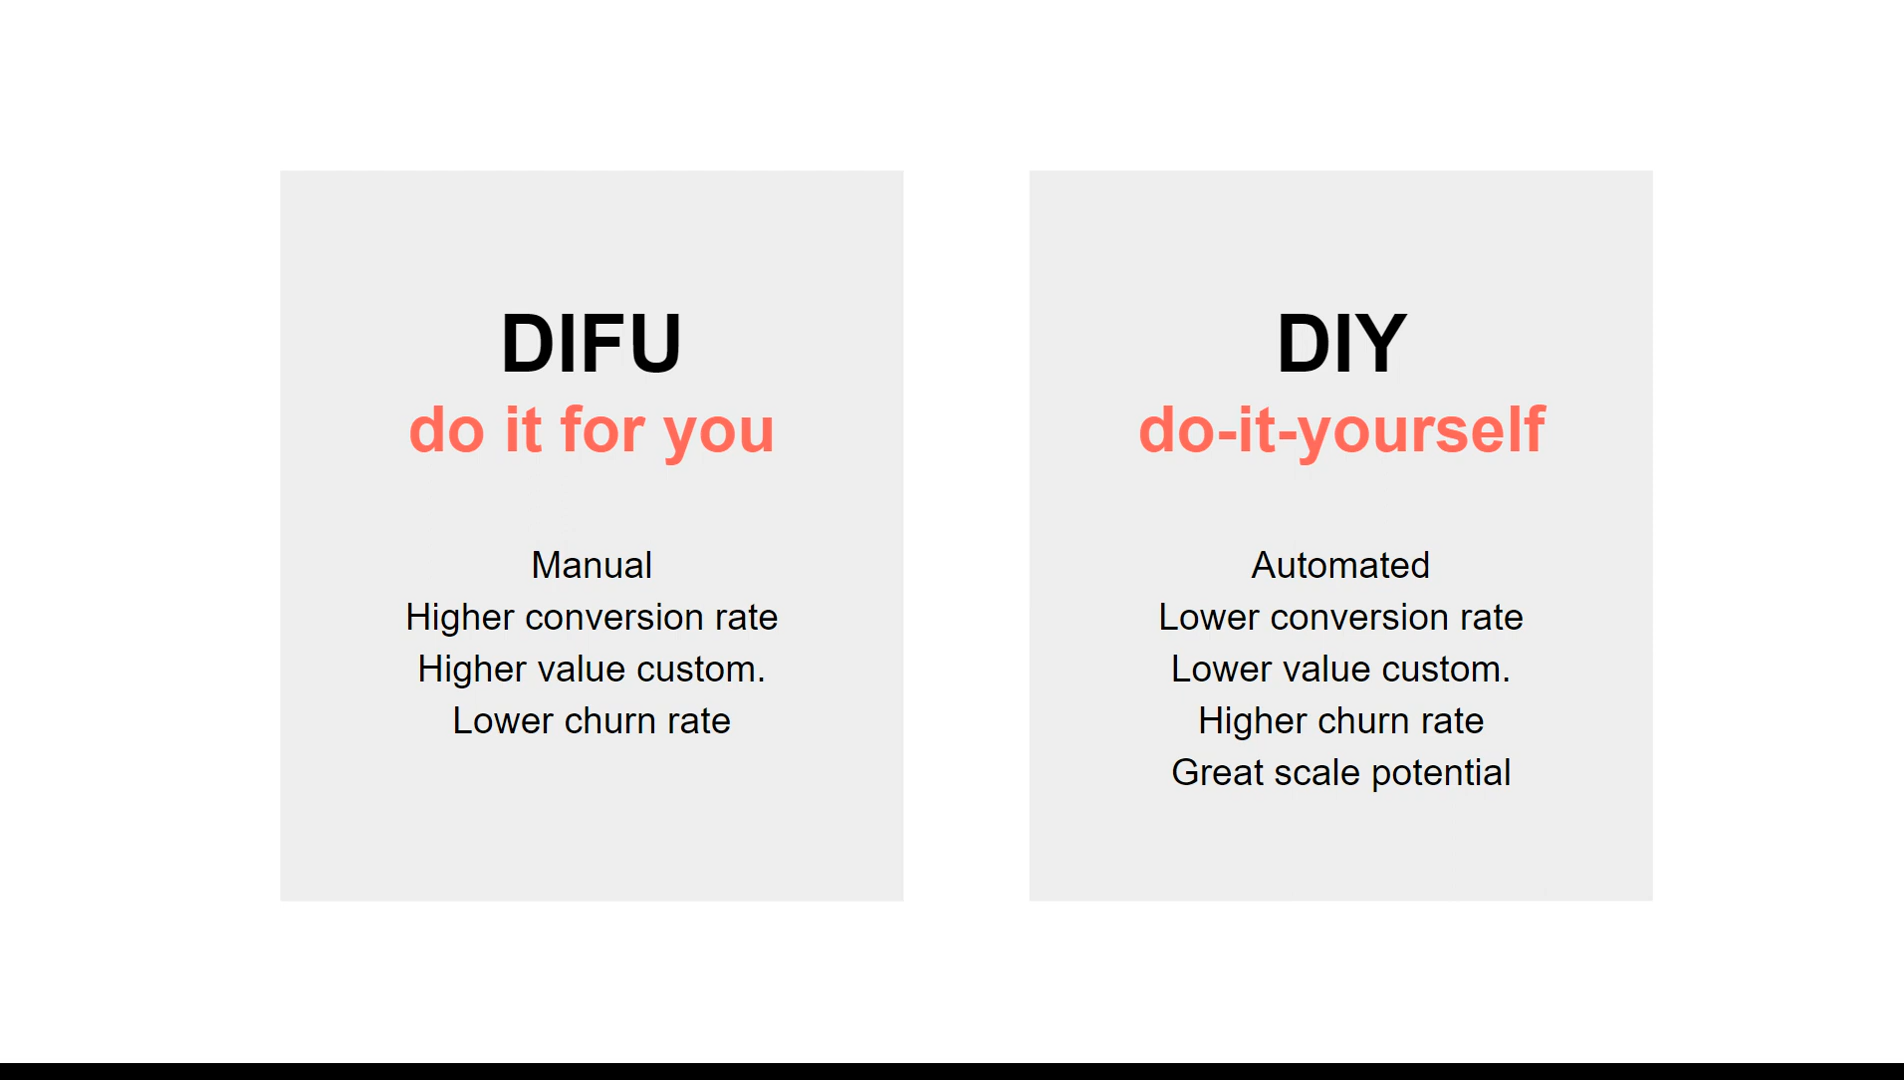 DIFU
do it for you
Manual
Higher conversion rate
Higher value custom.
Lower churn rate
DIY
do-it-yourself
Automated
Lower conversion rate
Lower value custom.
Higher churn rate
Great scale potential